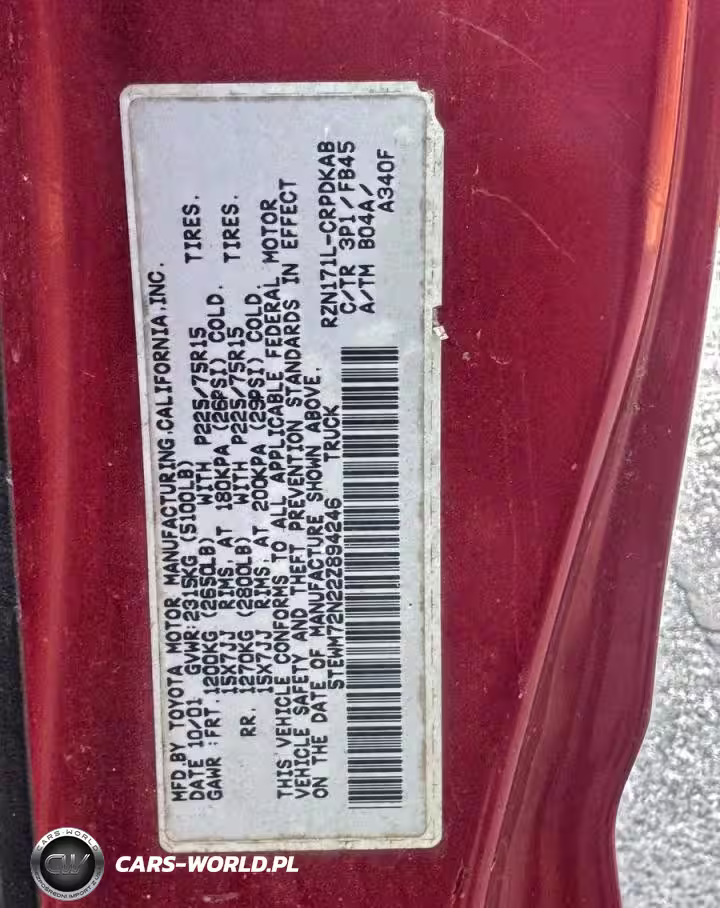 MFD.BY TOYOTA MOTOR MANUFACTURING.CALIFORNIA,INC.
DATE 10/01 GVWR:2315KG (5100LB)
GAWR :FRT.1200KG (2650LB) WITH P225/75R15 TIRES.
15X7JJ RIMS, AT 180KPA (26PSI) COLD.
RR. 1270KG (2800LB) WITH P225/75R15 TIRES.
15X7JJ RIMS, AT 200KPA (29PSI) COLD.
THIS VEHICLE CONFORMS TO ALL APPLICABLE FEDERAL MOTOR
VEHICLE SAFETY AND THEFT PREVENTION STANDARDS IN EFFECT
ON THE DATE OF MANUFACTURE SHOWN ABOVE.
5TEWM72N22Z894246 TRUCK
RZN171L-CRPDKAB
C/TR 3P1/FB45
A/TM B04A/
A340F
CARS-WORLD
CW
CARS-WORLD.PL